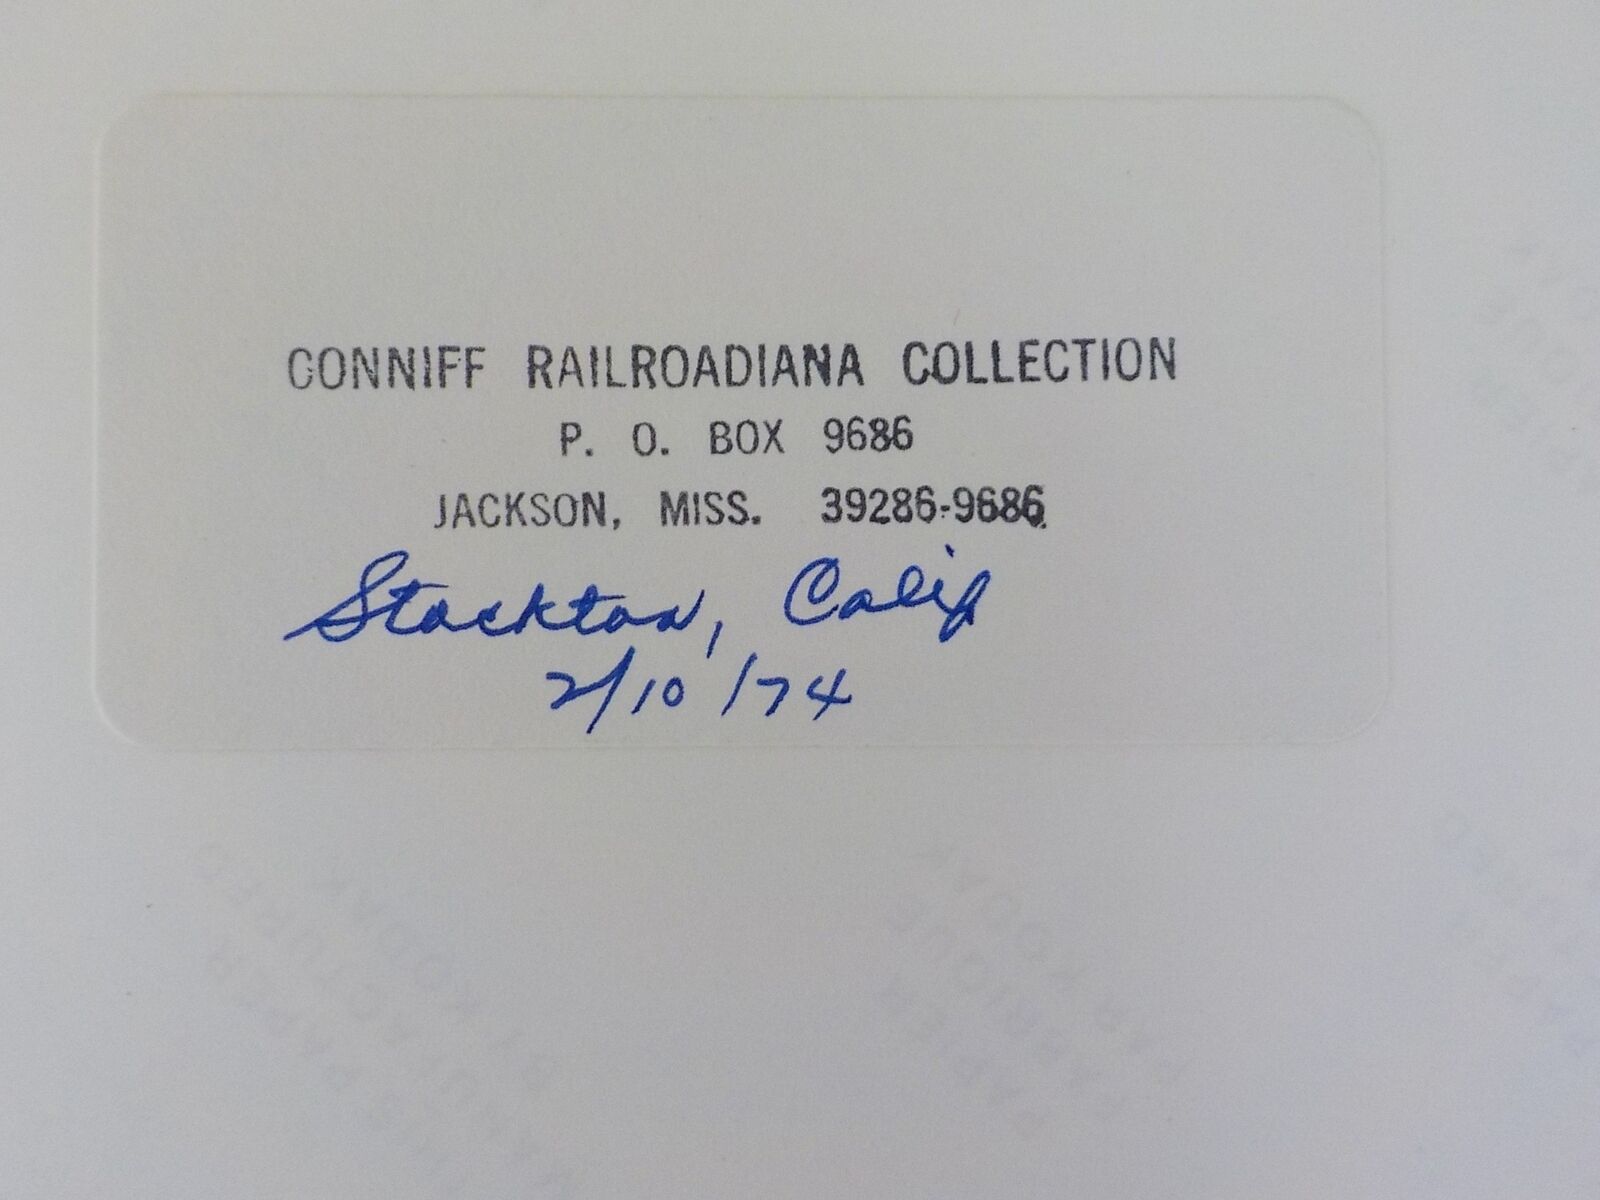 CONNIFF RAILROADIANA COLLECTION
P. O. BOX 9686
JACKSON, MISS. 39286-9686
Stockton, Calif
2/10/74